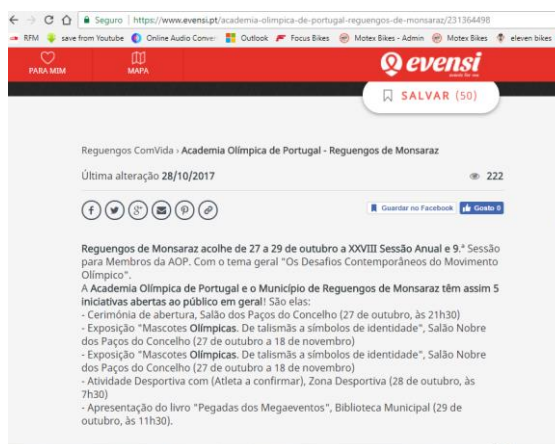 Seguro | https://www.evensi.pt/academia-olimpica-de-portugal-reguengos-de-monsaraz/231364498
RFM save from Youtube Online Audio Conver Outlook Focus Bikes Motex Bikes - Admin Motex Bikes eleven bikes
PARA MIM MAPA evensi
SALVAR (50)
Reguengos ComVida › Academia Olímpica de Portugal - Reguengos de Monsaraz
Última alteração 28/10/2017 222
Guardar no Facebook Gosto 0
Reguengos de Monsaraz acolhe de 27 a 29 de outubro a XXVIII Sessão Anual e 9.ª Sessão
para Membros da AOP. Com o tema geral "Os Desafios Contemporâneos do Movimento
Olímpico".
A Academia Olímpica de Portugal e o Município de Reguengos de Monsaraz têm assim 5
iniciativas abertas ao público em geral! São elas:
- Cerimónia de abertura, Salão dos Paços do Concelho (27 de outubro, às 21h30)
- Exposição "Mascotes Olímpicas. De talismãs a símbolos de identidade", Salão Nobre
dos Paços do Concelho (27 de outubro a 18 de novembro)
- Exposição "Mascotes Olímpicas. De talismãs a símbolos de identidade", Salão Nobre
dos Paços do Concelho (27 de outubro a 18 de novembro)
- Atividade Desportiva com (Atleta a confirmar), Zona Desportiva (28 de outubro, às
7h30)
- Apresentação do livro "Pegadas dos Megaeventos", Biblioteca Municipal (29 de
outubro, às 11h30).